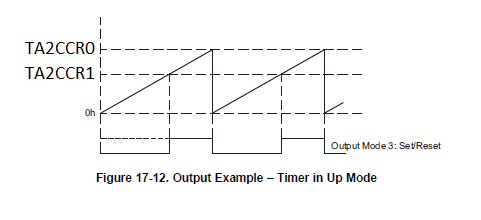 TA2CCR0
TA2CCR1
0h
Output Mode 3: Set/Reset
Figure 17-12. Output Example – Timer in Up Mode